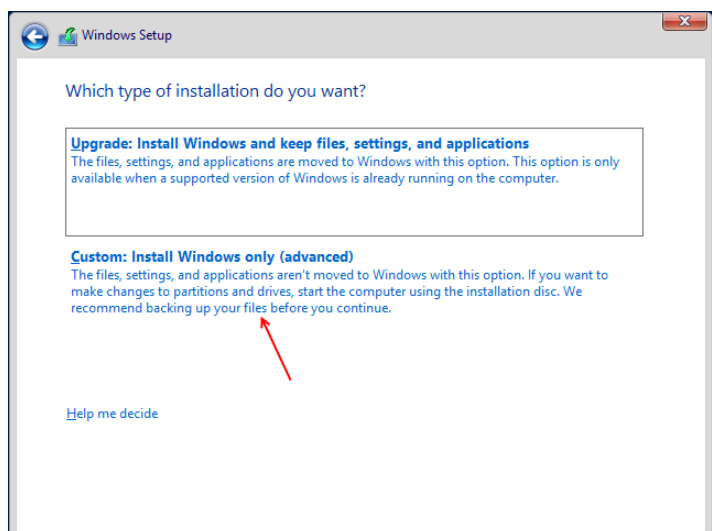 Windows Setup
Which type of installation do you want?
Upgrade: Install Windows and keep files, settings, and applications
The files, settings, and applications are moved to Windows with this option. This option is only
available when a supported version of Windows is already running on the computer.
Custom: Install Windows only (advanced)
The files, settings, and applications aren't moved to Windows with this option. If you want to
make changes to partitions and drives, start the computer using the installation disc. We
recommend backing up your files before you continue.
Help me decide